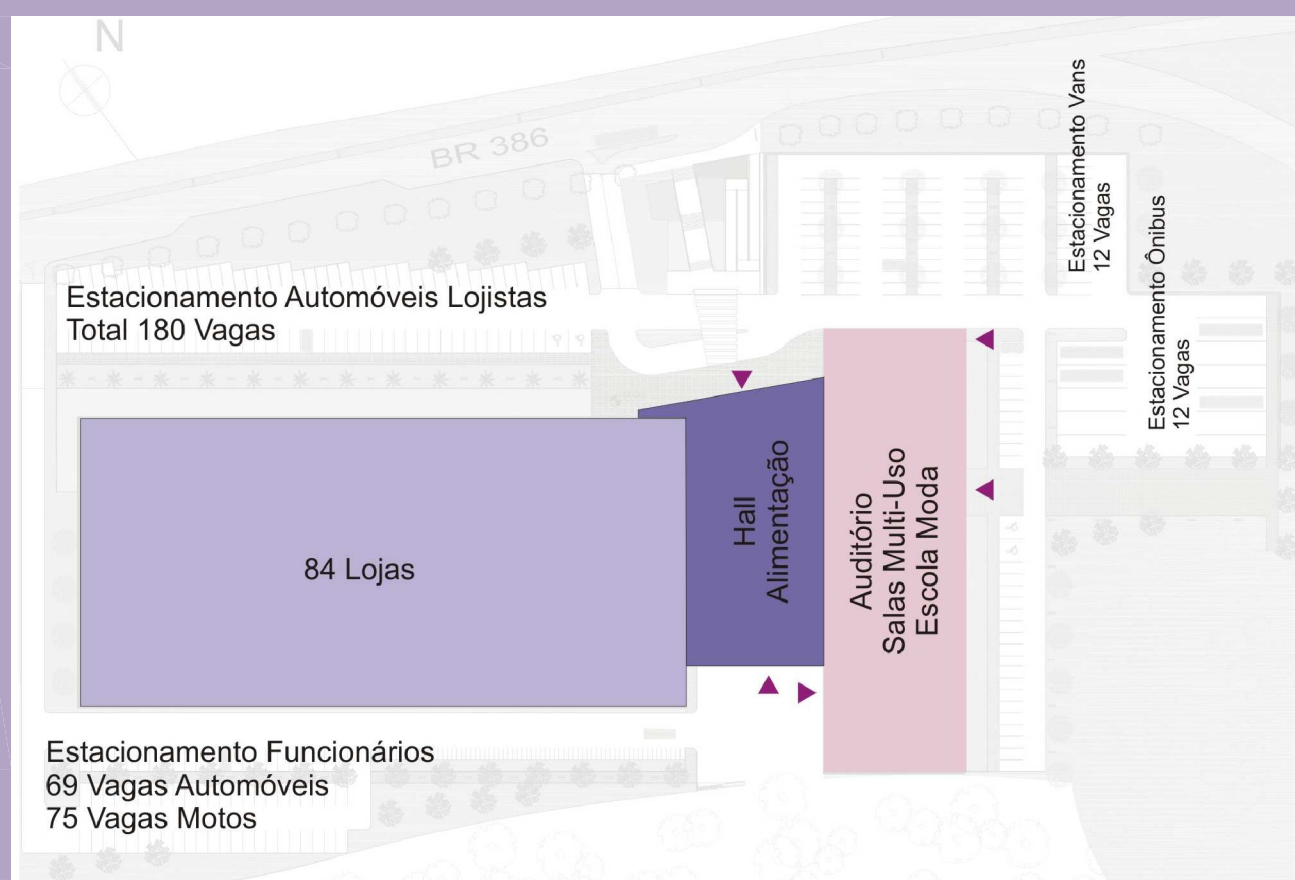 N
BR 386
Estacionamento Vans
12 Vagas
Estacionamento Ônibus
12 Vagas
Estacionamento Automóveis Lojistas
Total 180 Vagas
84 Lojas
Hall
Alimentação
Auditório
Salas Multi-Uso
Escola Moda
Estacionamento Funcionários
69 Vagas Automóveis
75 Vagas Motos